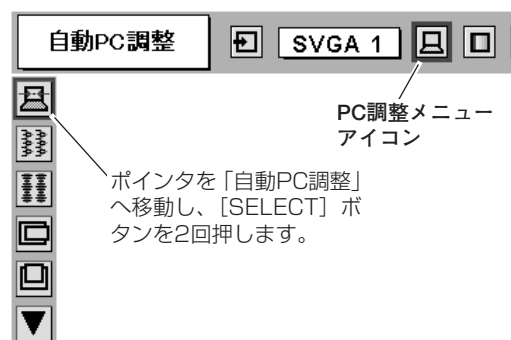 自動PC調整
SVGA 1
PC調整メニュー
アイコン
ポインタを「自動PC調整」
へ移動し、［SELECT］ボ
タンを2回押します。